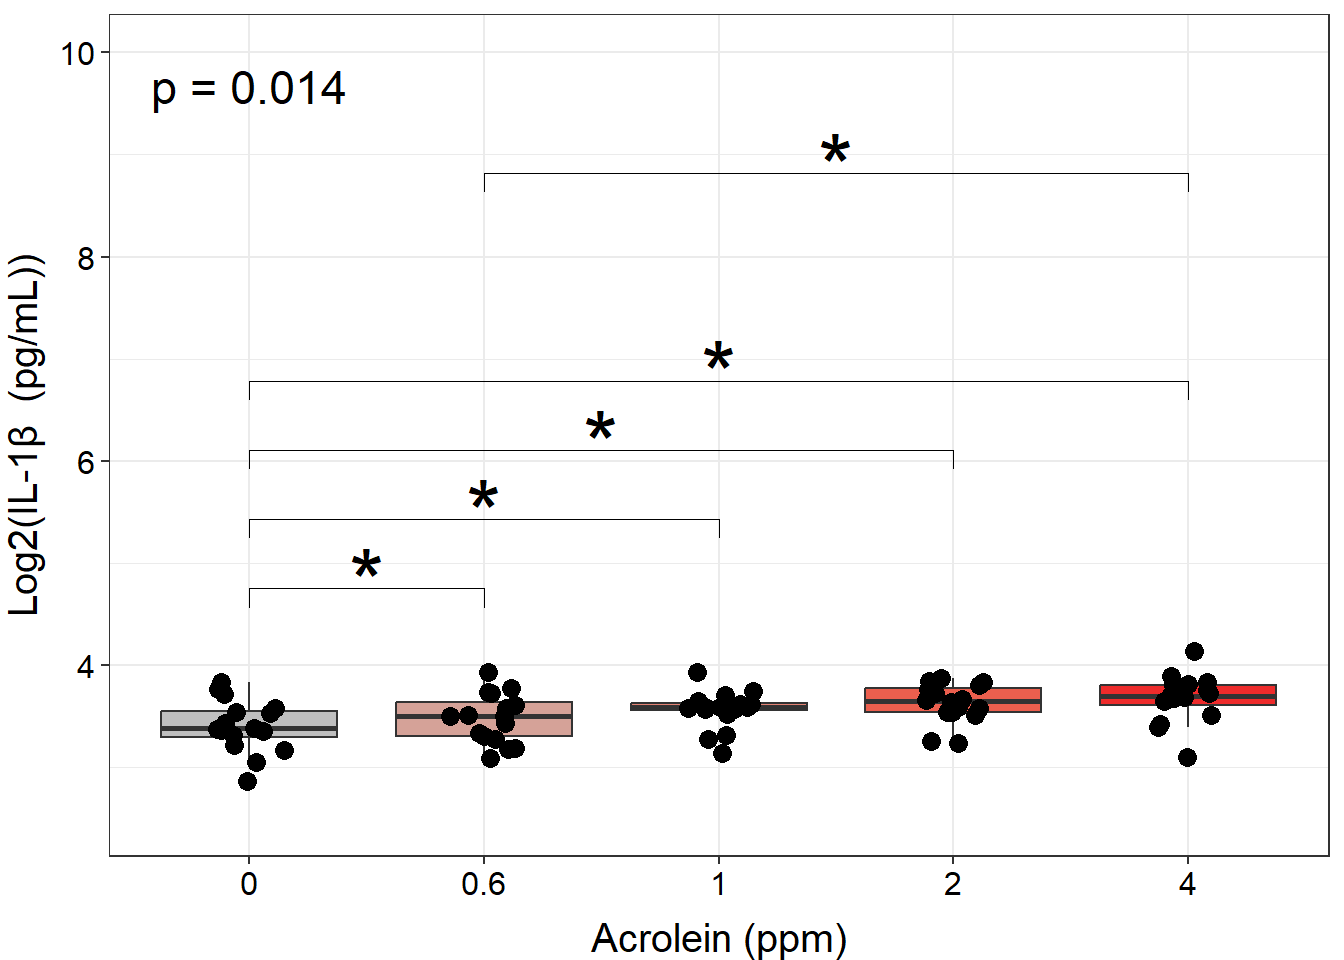 10
p = 0.014
*
8
*
*
6
*
*
4
Log2(IL-1β  (pg/mL))
0 0.6 1 2 4
Acrolein (ppm)